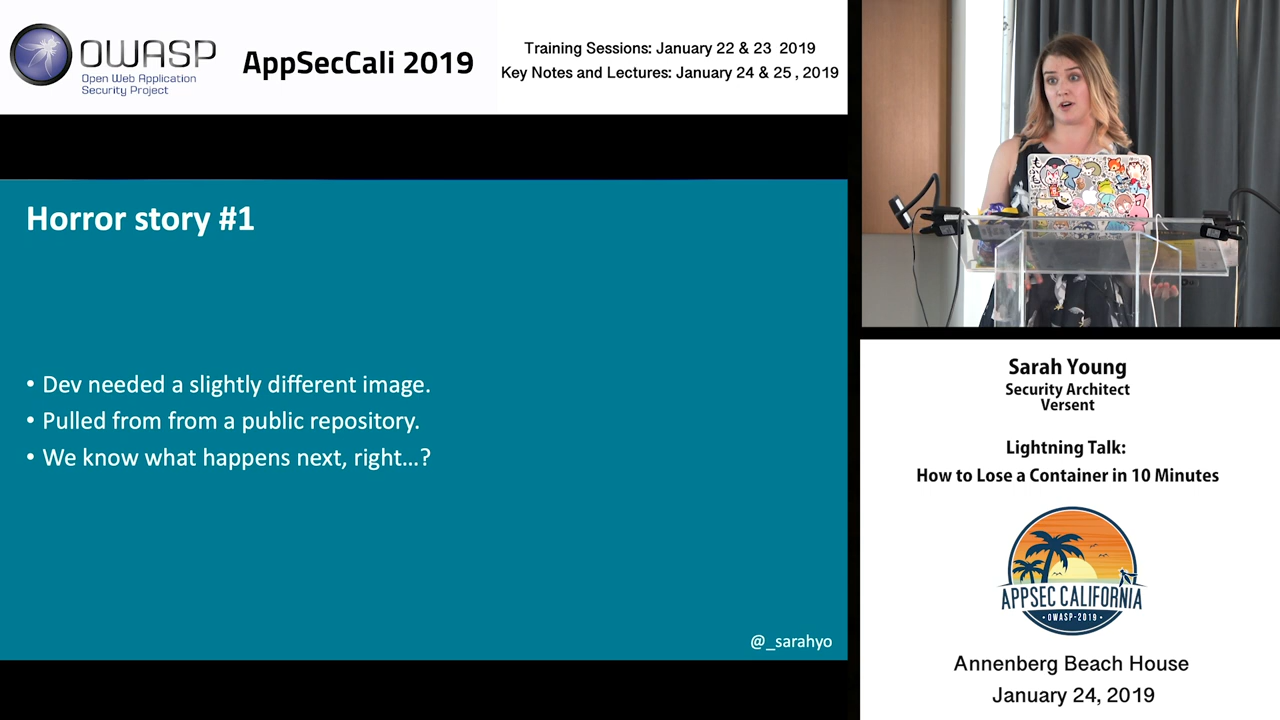 OWASP
Open Web Application
Security Project
AppSecCali 2019
Training Sessions: January 22 & 23 2019
Key Notes and Lectures: January 24 & 25 , 2019
Horror story #1
• Dev needed a slightly different image.
• Pulled from from a public repository.
• We know what happens next, right...?
@_sarahyo
Sarah Young
Security Architect
Versent
Lightning Talk:
How to Lose a Container in 10 Minutes
APPSEC CALIFORNIA
• OWASP-2019 •
Annenberg Beach House
January 24, 2019